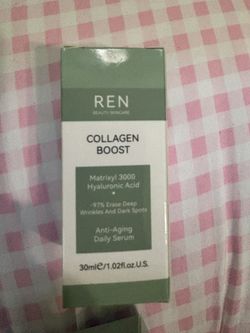 REN
BEAUTY SKINCARE
COLLAGEN
BOOST
Matrixyl 3000
Hyaluronic Acid
-97% Erase Deep
Wrinkles And Dark Spots
Anti-Aging
Daily Serum
30ml℮/1.02fl.oz.U.S.